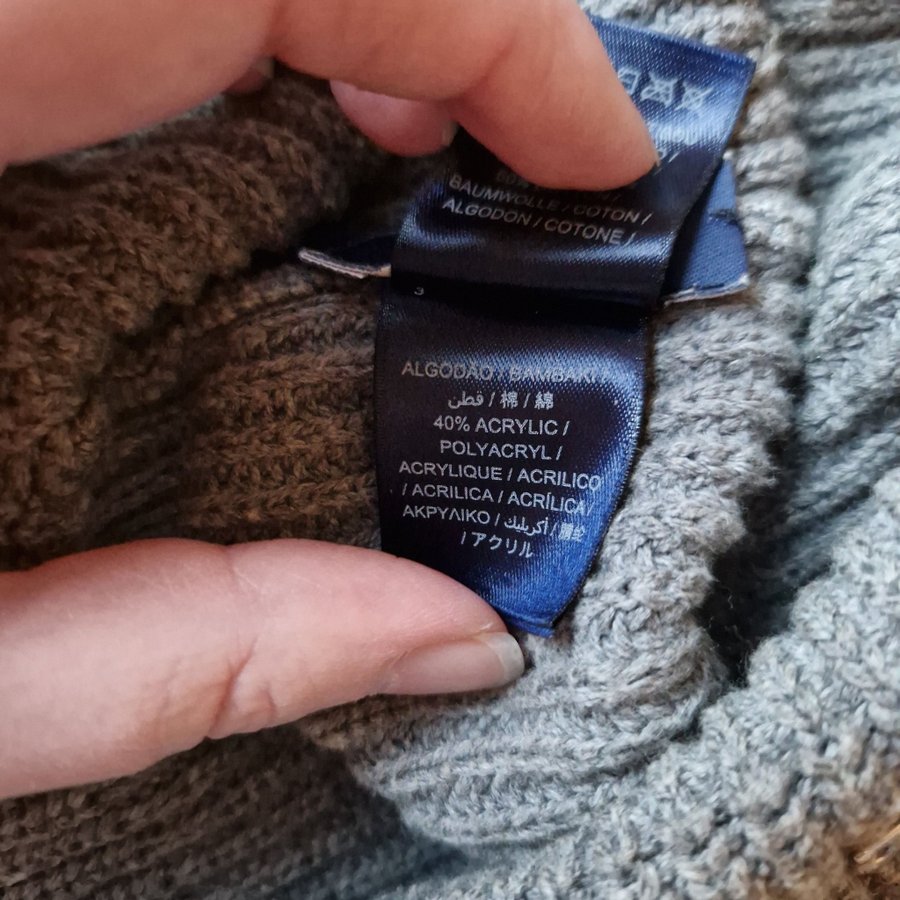 BAUMWOLLE / COTON /
ALGODON / COTONE /
3
ALGODÃO / BAMBAKI /
قطن / 棉 / 綿
40% ACRYLIC /
POLYACRYL /
ACRYLIQUE / ACRILICO
/ ACRILICA / ACRÍLICA /
ΑΚΡΥΛΙΚΟ / أكريليك /
/ アクリル